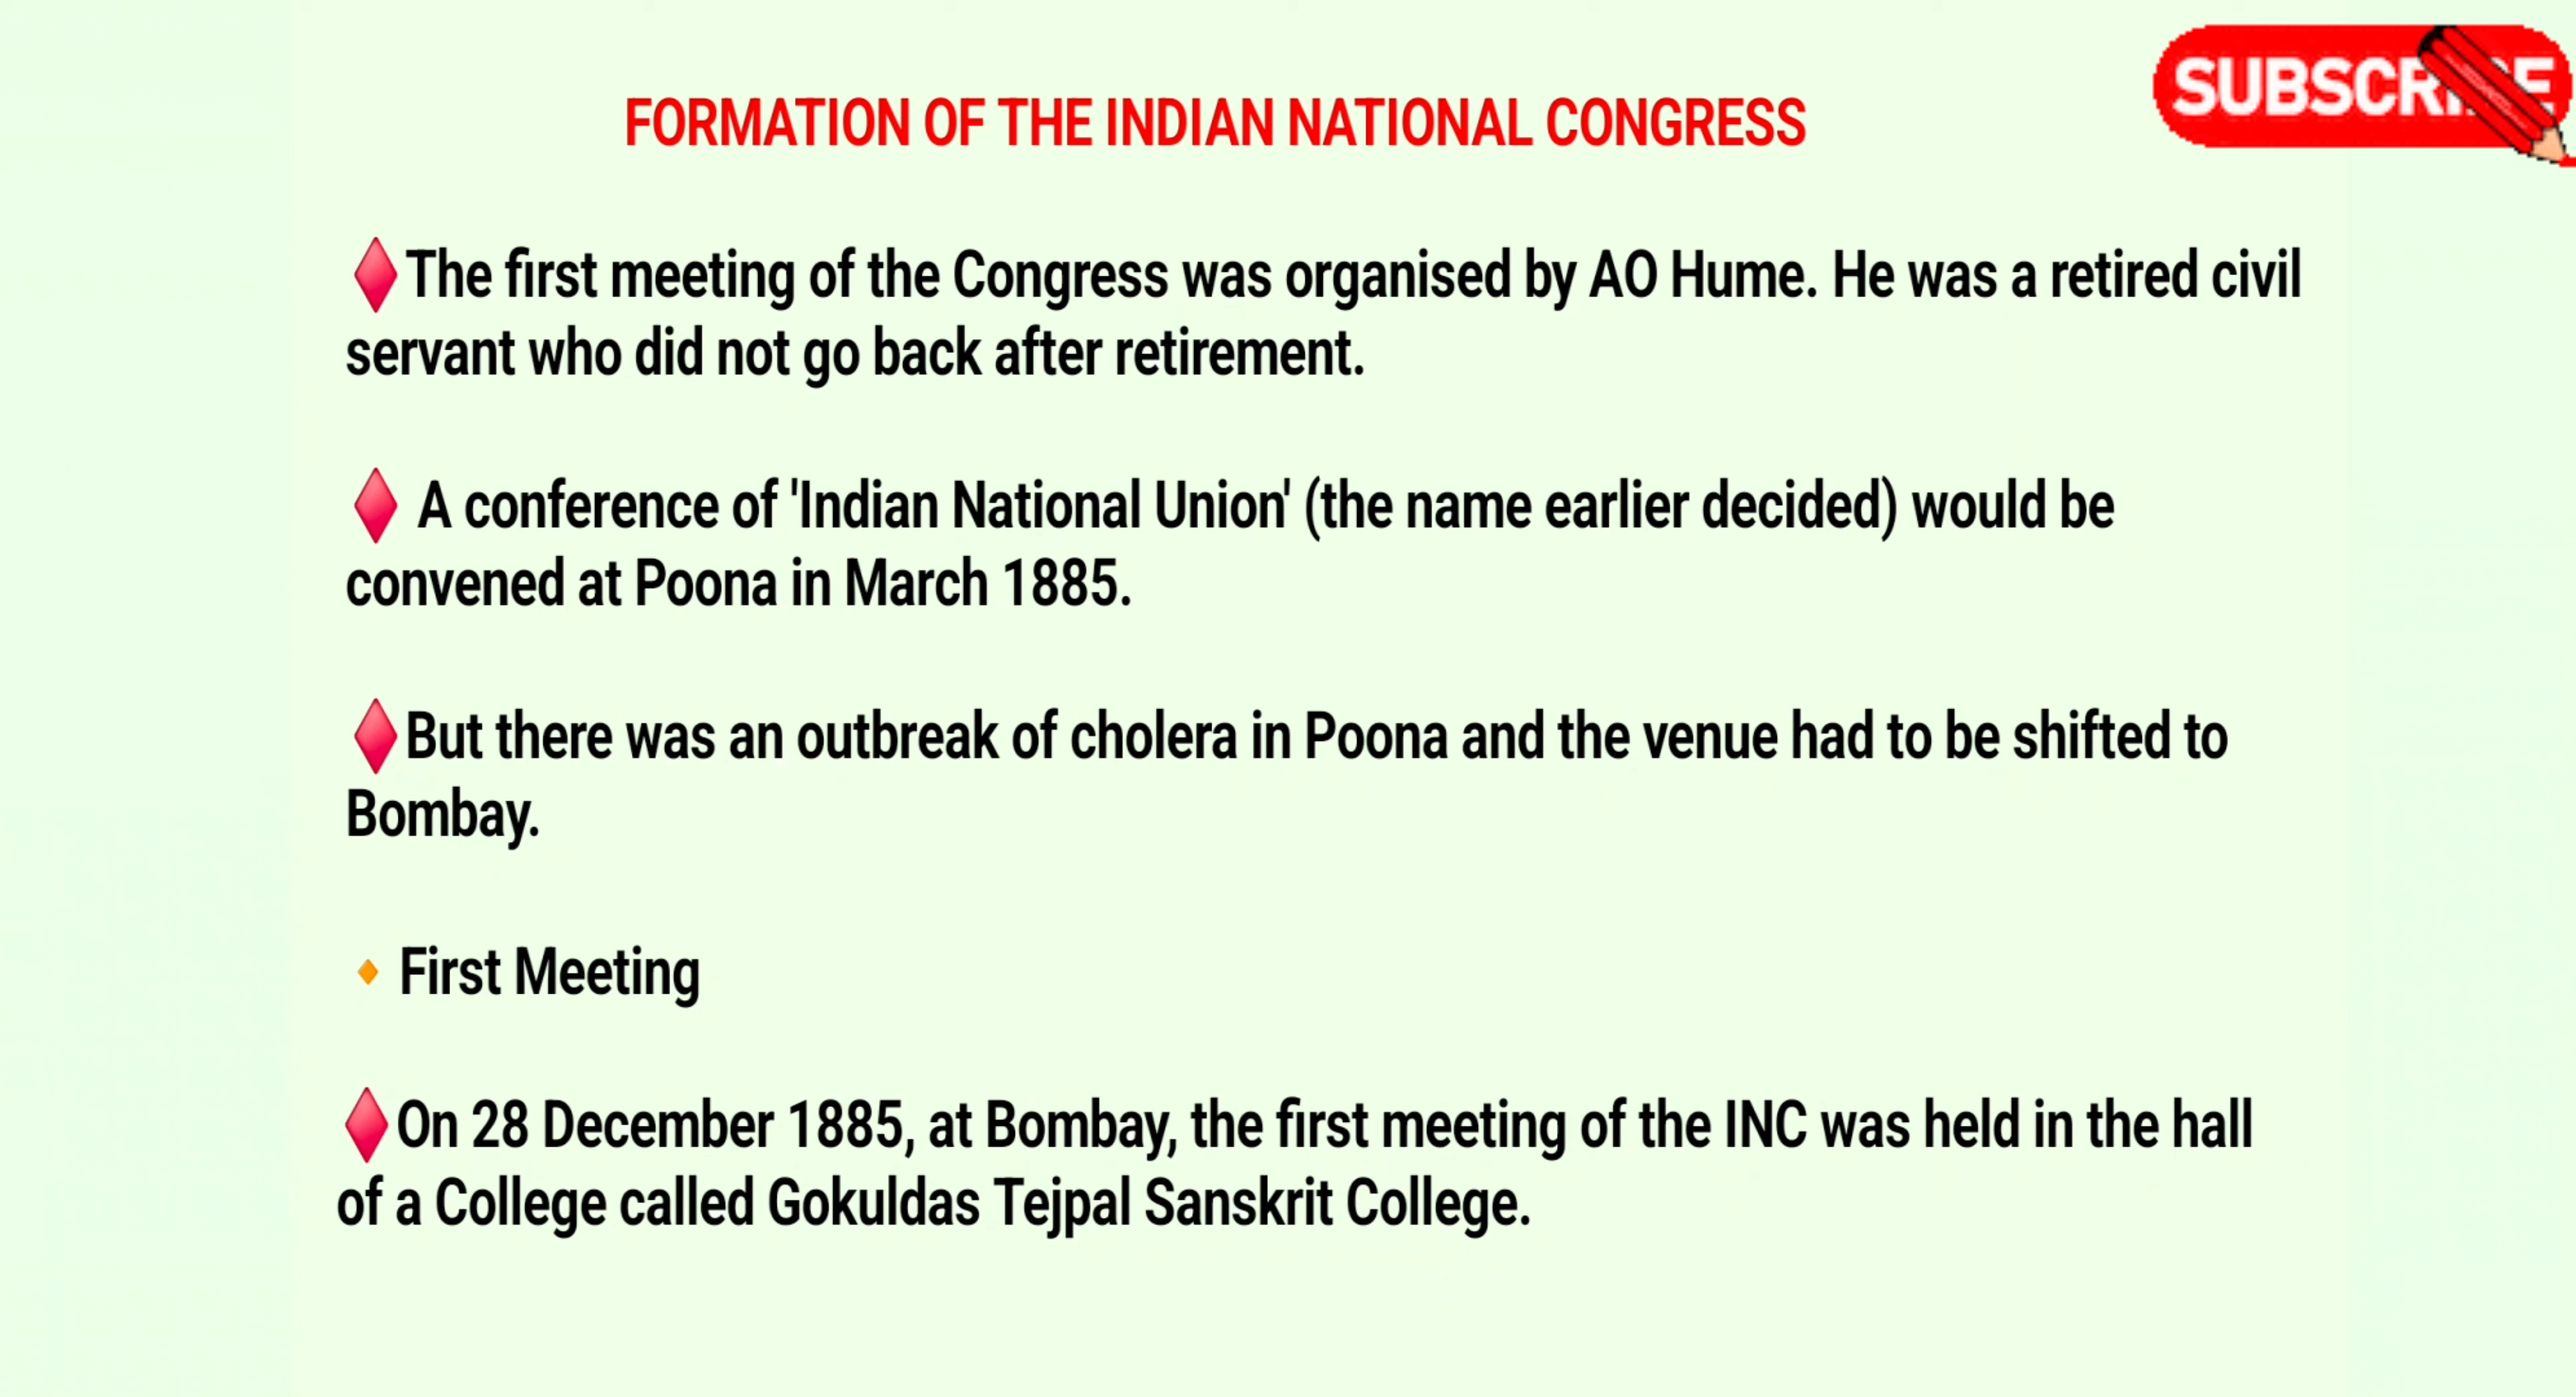 SUBSCRIBE
FORMATION OF THE INDIAN NATIONAL CONGRESS
The first meeting of the Congress was organised by AO Hume. He was a retired civil
servant who did not go back after retirement.
A conference of 'Indian National Union' (the name earlier decided) would be
convened at Poona in March 1885.
But there was an outbreak of cholera in Poona and the venue had to be shifted to
Bombay.
First Meeting
On 28 December 1885, at Bombay, the first meeting of the INC was held in the hall
of a College called Gokuldas Tejpal Sanskrit College.